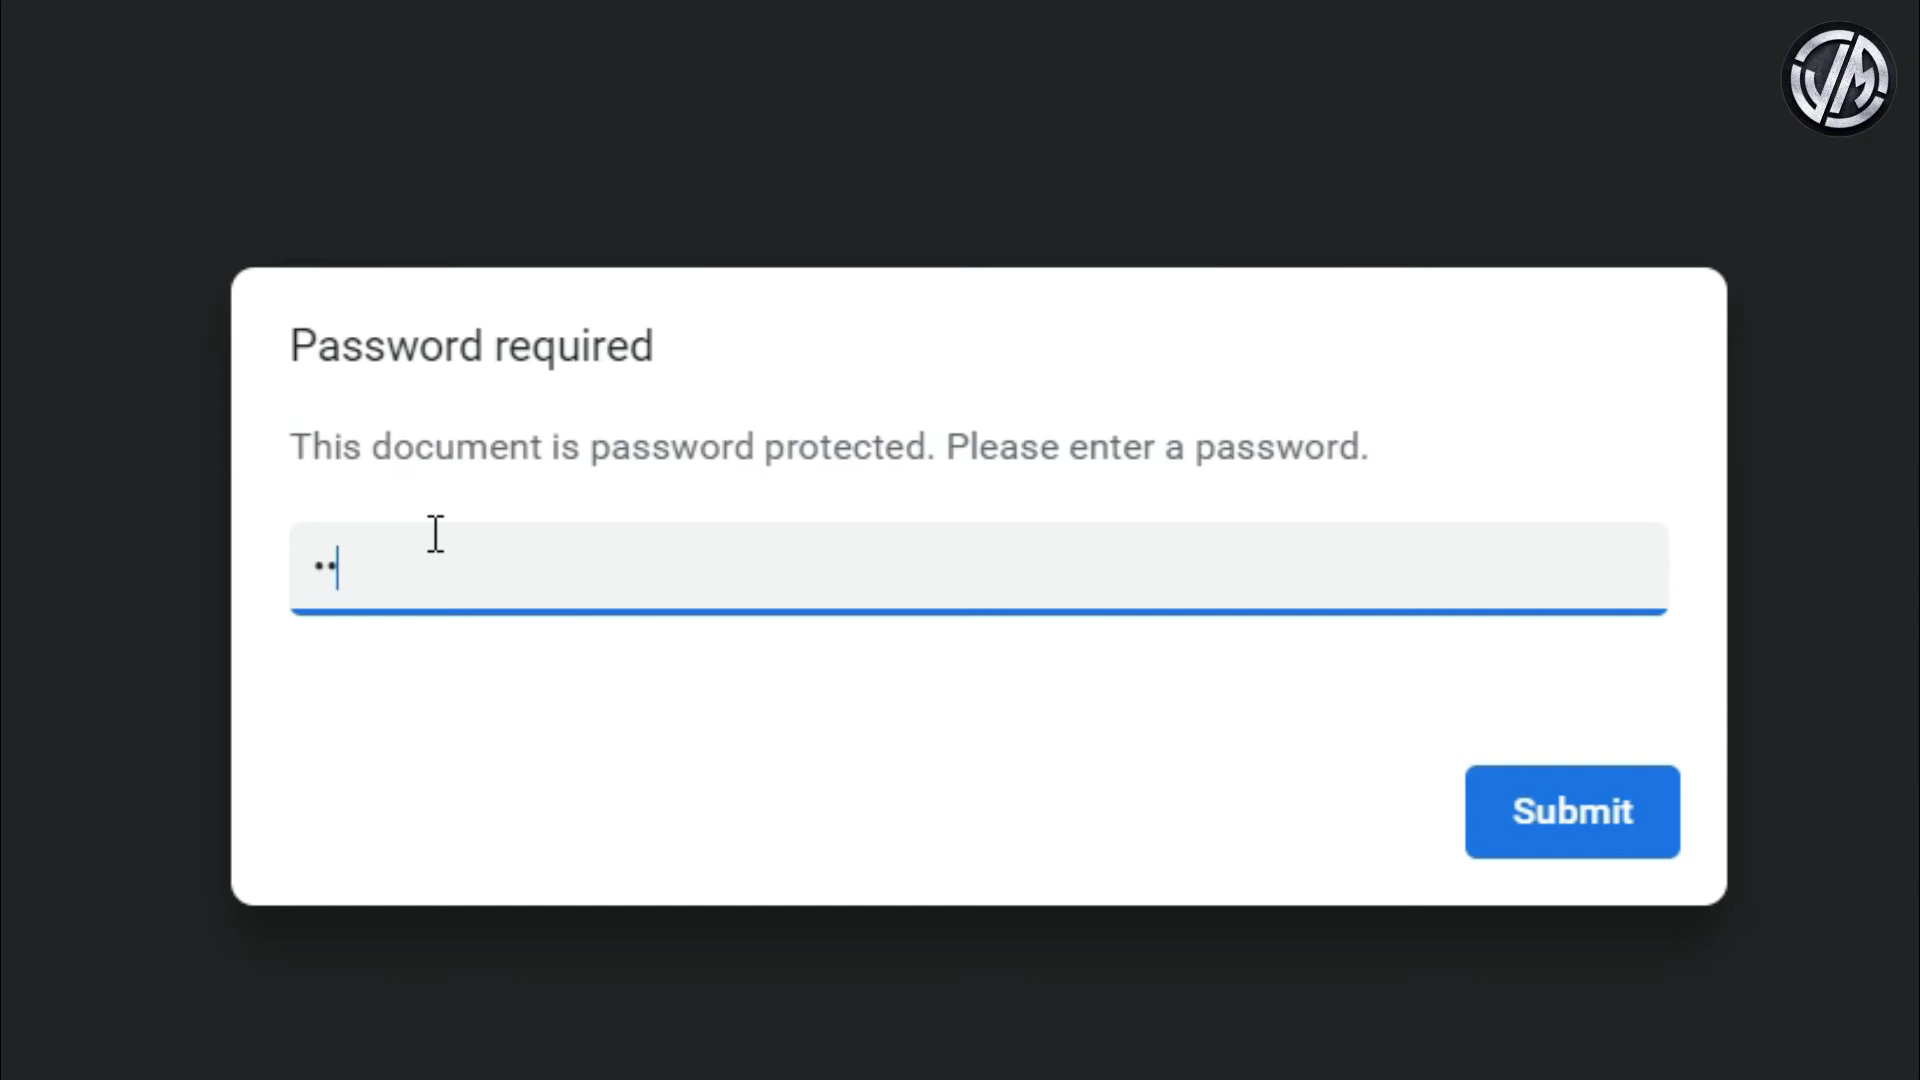 Password required
This document is password protected. Please enter a password.
••
Submit